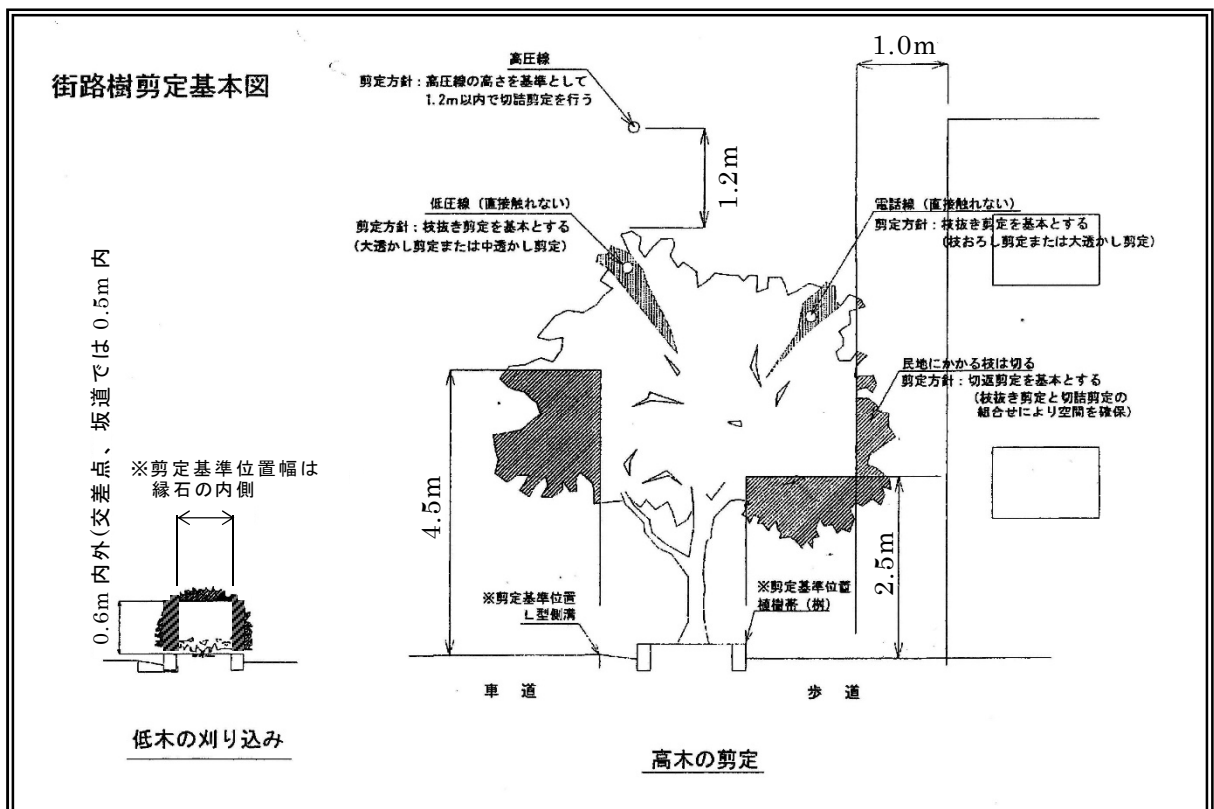 街路樹剪定基本図
高圧線
剪定方針：高圧線の高さを基準として
1.2m以内で切詰剪定を行う
1.0m
1.2m
低圧線（直接触れない）
剪定方針：枝抜き剪定を基本とする
（大透かし剪定または中透かし剪定）
電話線（直接触れない）
剪定方針：枝抜き剪定を基本とする
（枝おろし剪定または大透かし剪定）
民地にかかる枝は切る
剪定方針：切返剪定を基本とする
（枝抜き剪定と切詰剪定の
組合せにより空間を確保）
0.6m内外(交差点、坂道では0.5m内
※剪定基準位置幅は
縁石の内側
4.5m
2.5m
※剪定基準位置
L型側溝
※剪定基準位置
植樹帯（桝）
車道
歩道
低木の刈り込み
高木の剪定